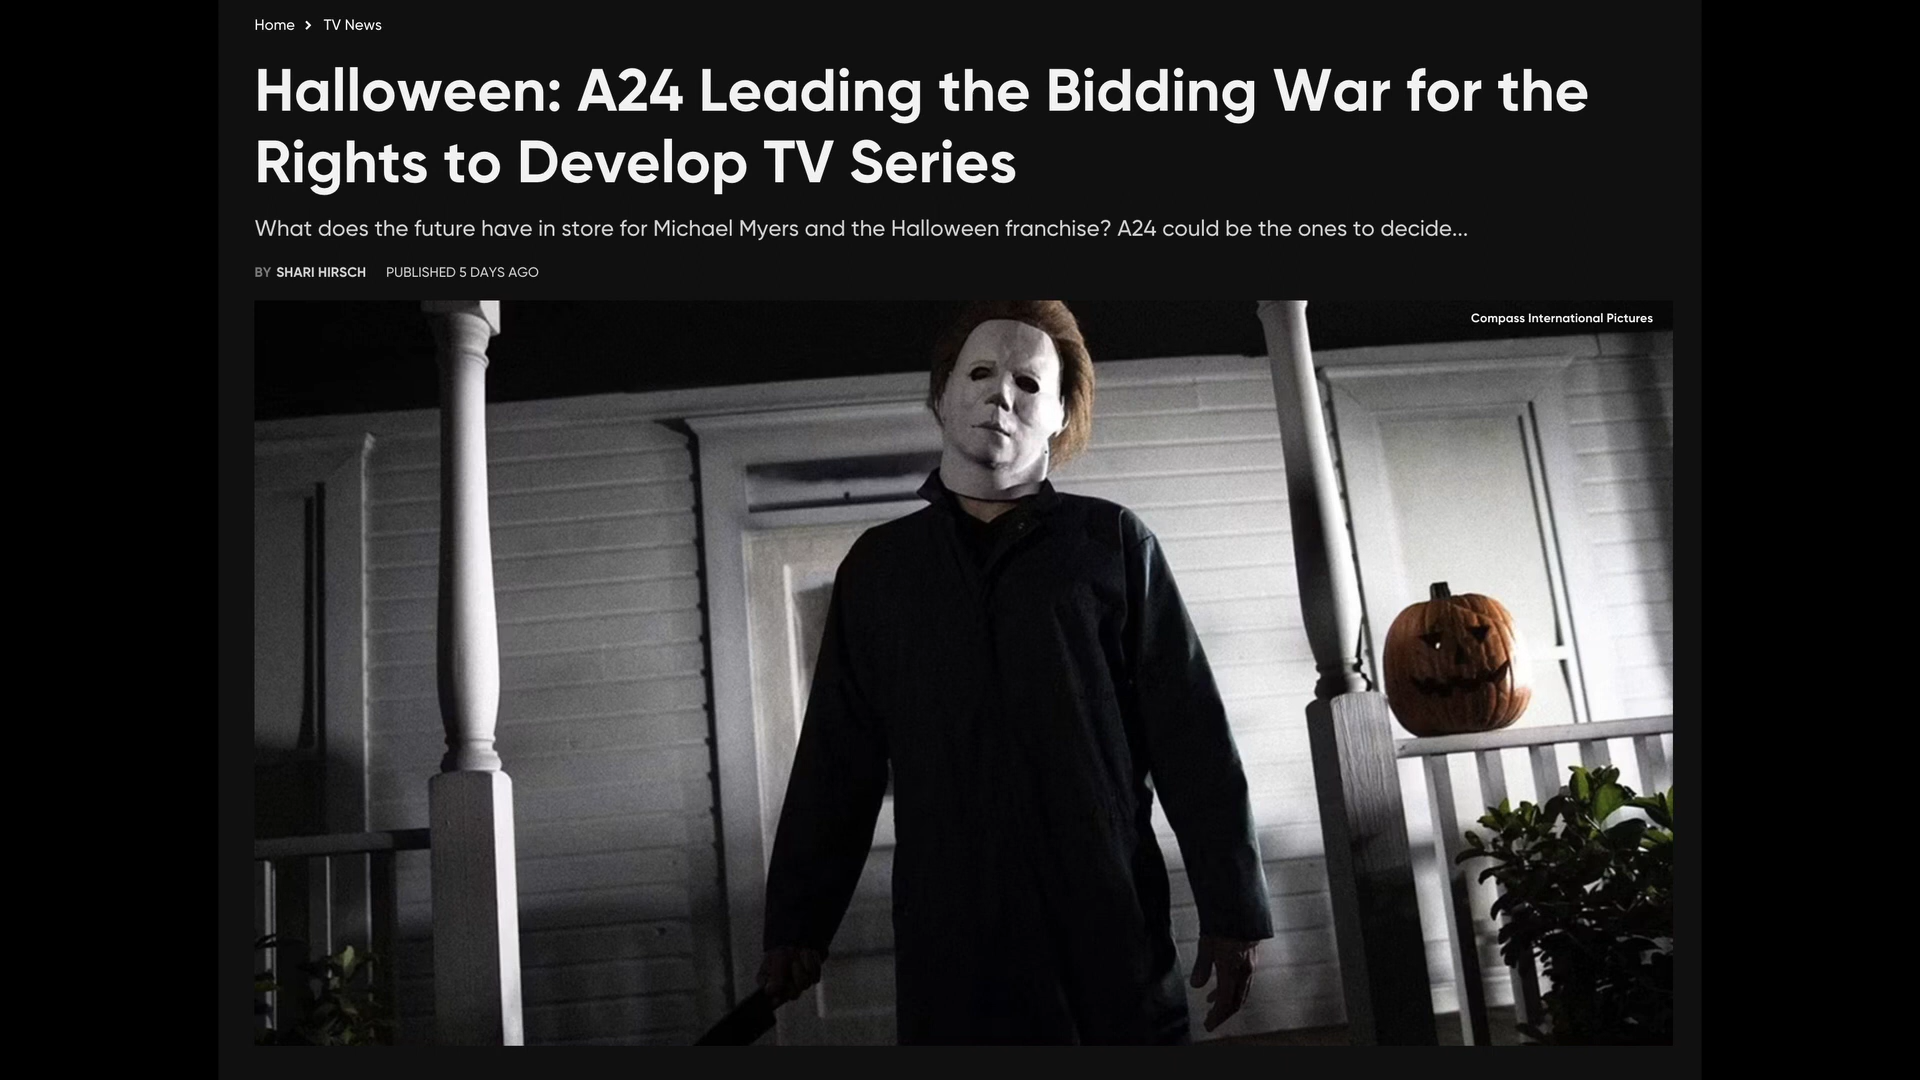 Home > TV News
Halloween: A24 Leading the Bidding War for the
Rights to Develop TV Series
What does the future have in store for Michael Myers and the Halloween franchise? A24 could be the ones to decide...
BY SHARI HIRSCH PUBLISHED 5 DAYS AGO
Compass International Pictures